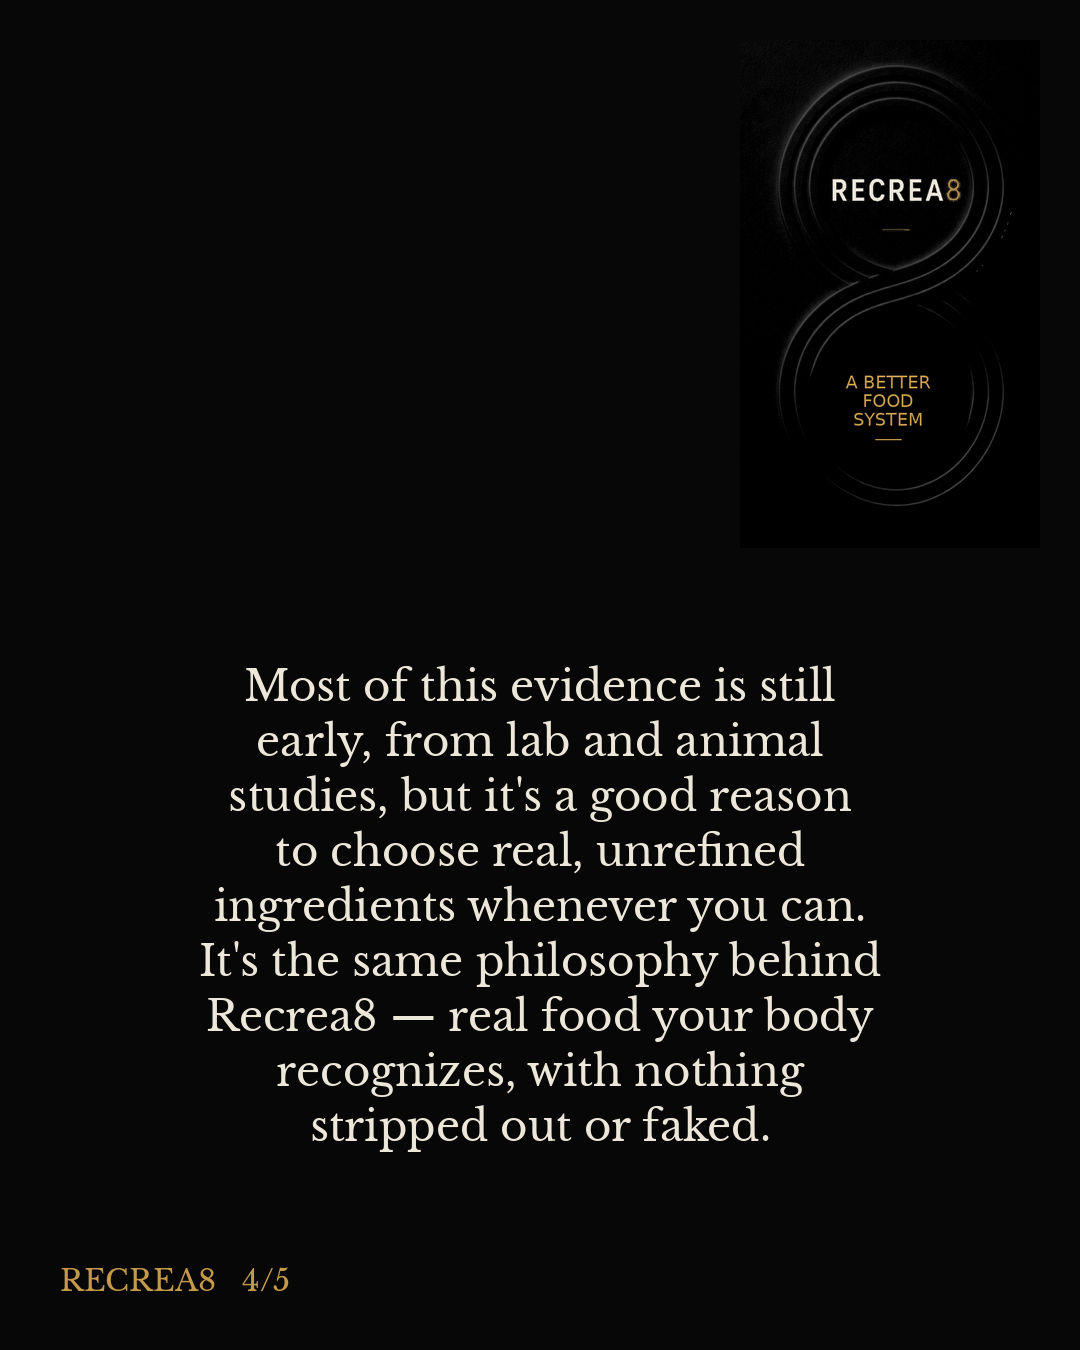 RECREA8
A BETTER
FOOD
SYSTEM
Most of this evidence is still
early, from lab and animal
studies, but it's a good reason
to choose real, unrefined
ingredients whenever you can.
It's the same philosophy behind
Recrea8 — real food your body
recognizes, with nothing
stripped out or faked.
RECREA8 4/5